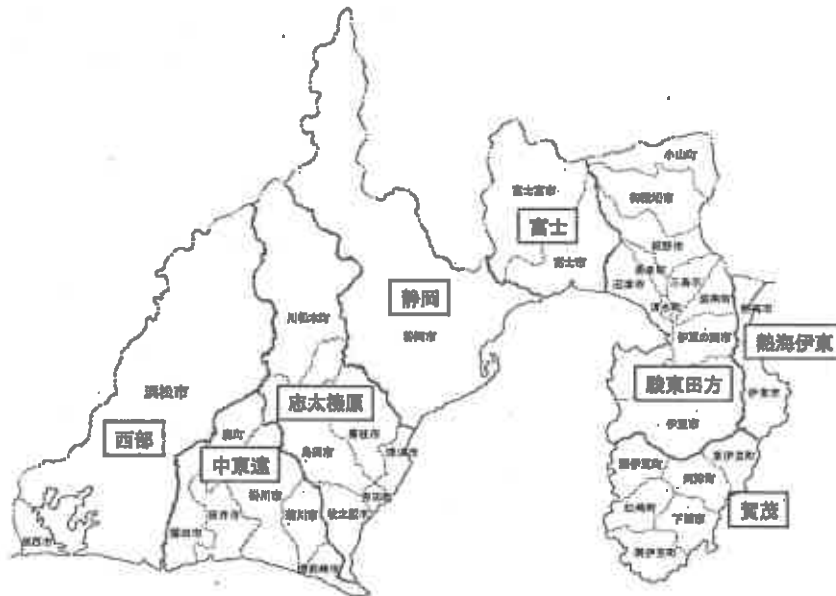 小山町
富士宮市
御殿場市
富士
裾野市
富士市
長泉町
三島市
沼津市
静岡
清水町
函南町
熱海市
川根本町
静岡市
伊豆の国市
熱海伊東
駿東田方
浜松市
志太榛原
伊東市
森町
藤枝市
伊豆市
西部
中東遠
島田市
焼津市
東伊豆町
西伊豆町
河津町
掛川市
吉田町
袋井市
菊川市
牧之原市
松崎町
下田市
賀茂
磐田市
湖西市
南伊豆町
御前崎市